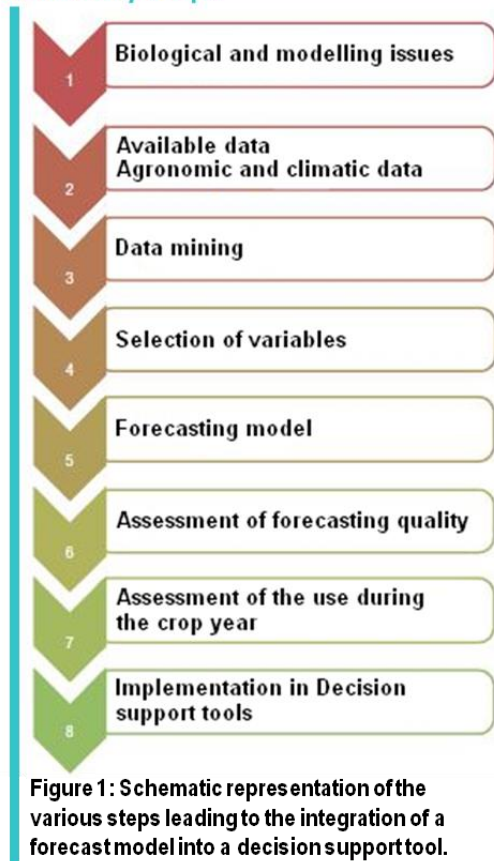 1
Biological and modelling issues
2
Available data
Agronomic and climatic data
3
Data mining
4
Selection of variables
5
Forecasting model
6
Assessment of forecasting quality
7
Assessment of the use during
the crop year
8
Implementation in Decision
support tools
Figure 1: Schematic representation of the
various steps leading to the integration of a
forecast model into a decision support tool.